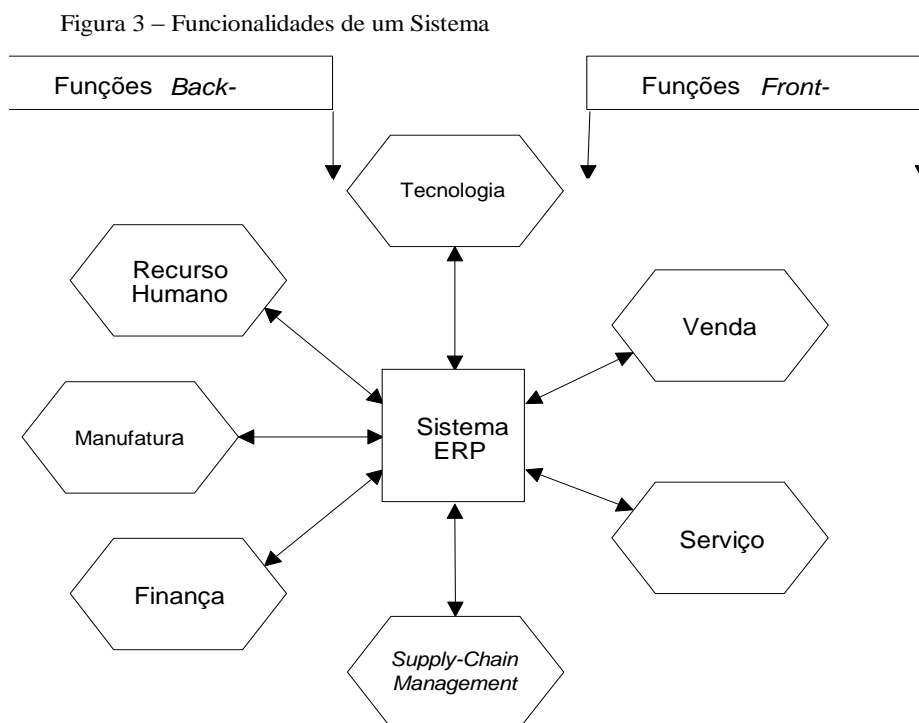 Figura 3 – Funcionalidades de um Sistema
Funções Back-
Funções Front-
Tecnologia
Recurso
Humano
Venda
Manufatura
Sistema
ERP
Serviço
Finança
Supply-Chain
Management